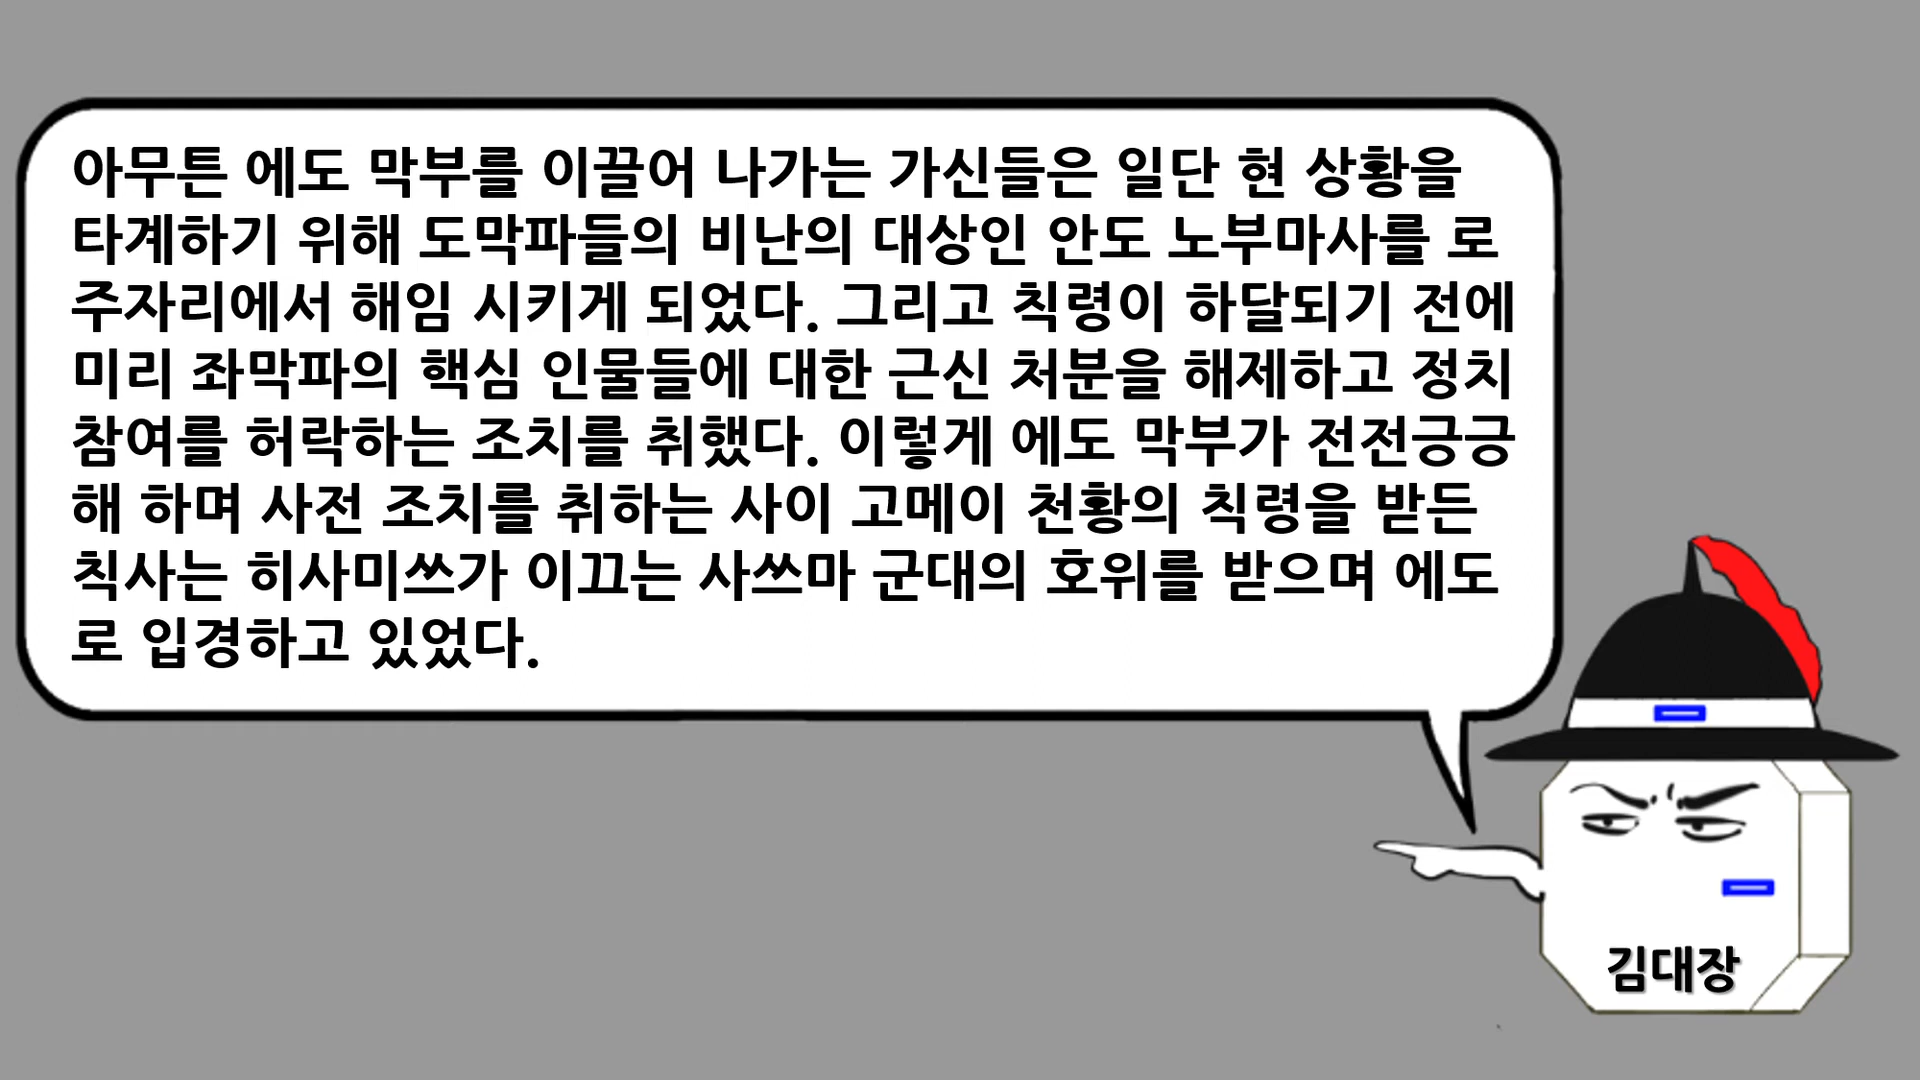 아무튼 에도 막부를 이끌어 나가는 가신들은 일단 현 상황을
타계하기 위해 도막파들의 비난의 대상인 안도 노부마사를 로
주자리에서 해임 시키게 되었다. 그리고 칙령이 하달되기 전에
미리 좌막파의 핵심 인물들에 대한 근신 처분을 해제하고 정치
참여를 허락하는 조치를 취했다. 이렇게 에도 막부가 전전긍긍
해 하며 사전 조치를 취하는 사이 고메이 천황의 칙령을 받든
칙사는 히사미쓰가 이끄는 사쓰마 군대의 호위를 받으며 에도
로 입경하고 있었다.
김대장